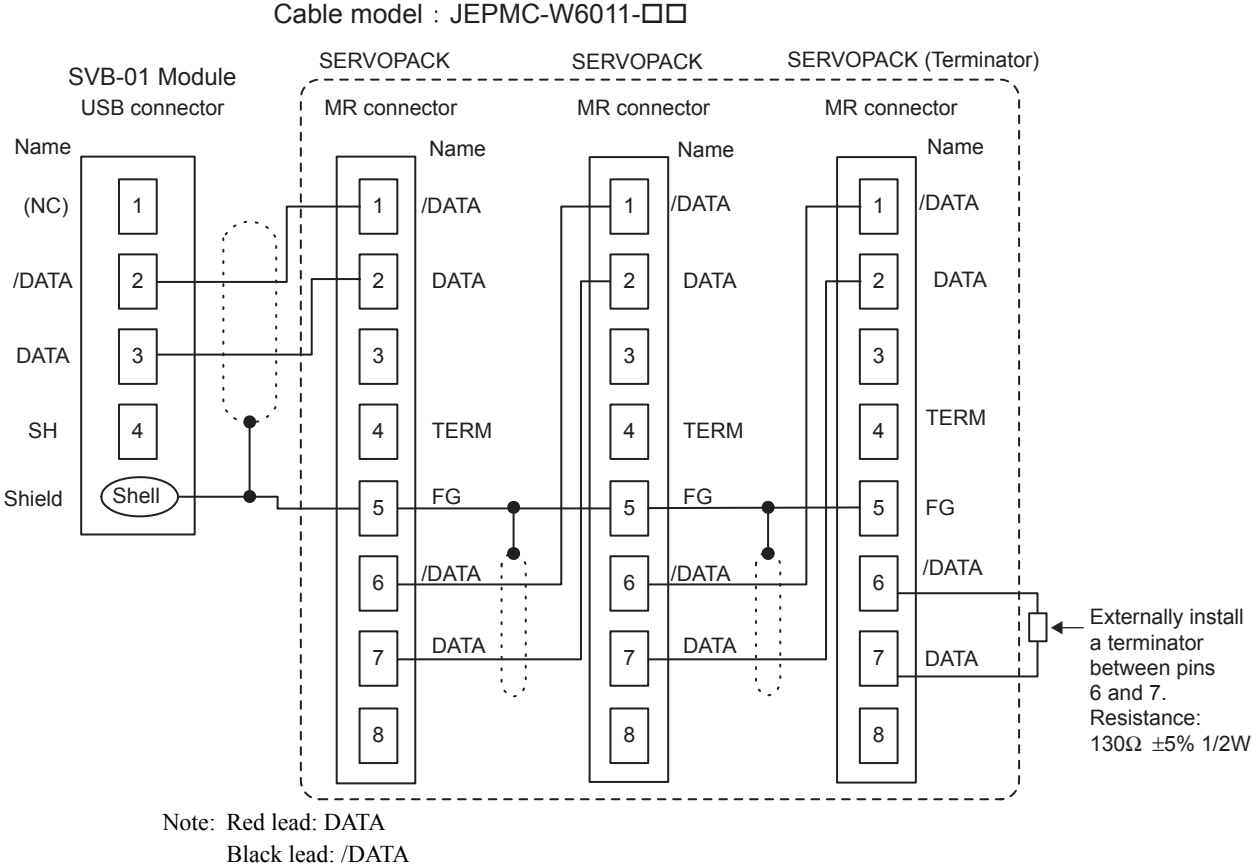 Cable model : JEPMC-W6011-□□
SERVOPACK
SERVOPACK
SERVOPACK (Terminator)
SVB-01 Module
USB connector
MR connector
MR connector
MR connector
Name
Name
Name
Name
(NC)
1
1
/DATA
1
/DATA
1
/DATA
/DATA
2
2
DATA
2
DATA
2
DATA
DATA
3
3
3
3
SH
4
4
TERM
4
TERM
4
TERM
Shield
Shell
5
FG
5
FG
5
FG
6
/DATA
6
/DATA
6
/DATA
7
DATA
7
DATA
7
DATA
8
8
8
Externally install
a terminator
between pins
6 and 7.
Resistance:
130Ω ±5% 1/2W
Note: Red lead: DATA
Black lead: /DATA